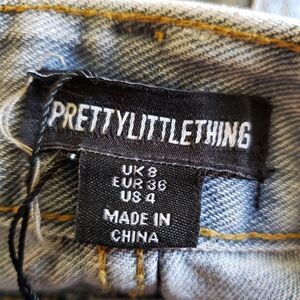 PRETTYLITTLETHING
UK 8
EUR 36
US 4
MADE IN
CHINA